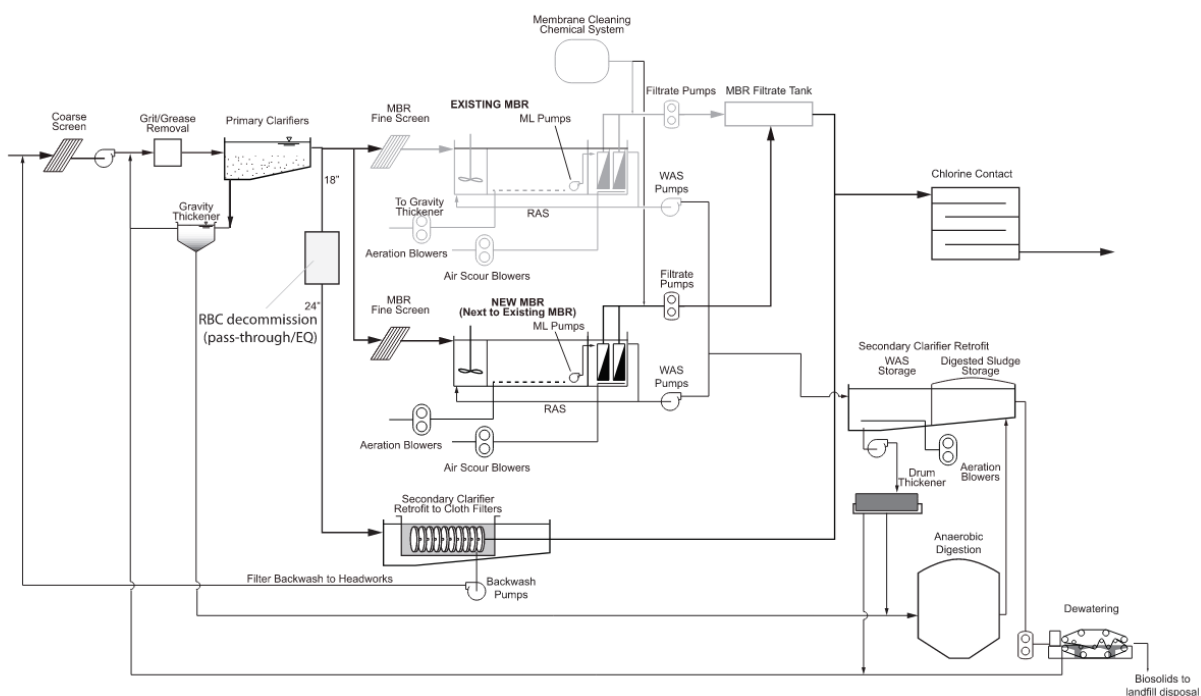 Membrane Cleaning
Chemical System
Filtrate Pumps
MBR Filtrate Tank
EXISTING MBR
MBR
Fine Screen
ML Pumps
Coarse
Screen
Grit/Grease
Removal
Primary Clarifiers
18"
WAS
Pumps
Chlorine Contact
Gravity
Thickener
To Gravity
Thickener
RAS
Aeration Blowers
Air Scour Blowers
RBC decommission
(pass-through/EQ)
24"
MBR
Fine Screen
NEW MBR
(Next to Existing MBR)
ML Pumps
Filtrate
Pumps
WAS
Pumps
RAS
Aeration Blowers
Air Scour Blowers
Secondary Clarifier Retrofit
WAS
Storage
Digested Sludge
Storage
Drum
Thickener
Aeration
Blowers
Secondary Clarifier
Retrofit to Cloth Filters
Filter Backwash to Headworks
Backwash
Pumps
Anaerobic
Digestion
Dewatering
Biosolids to
landfill disposal